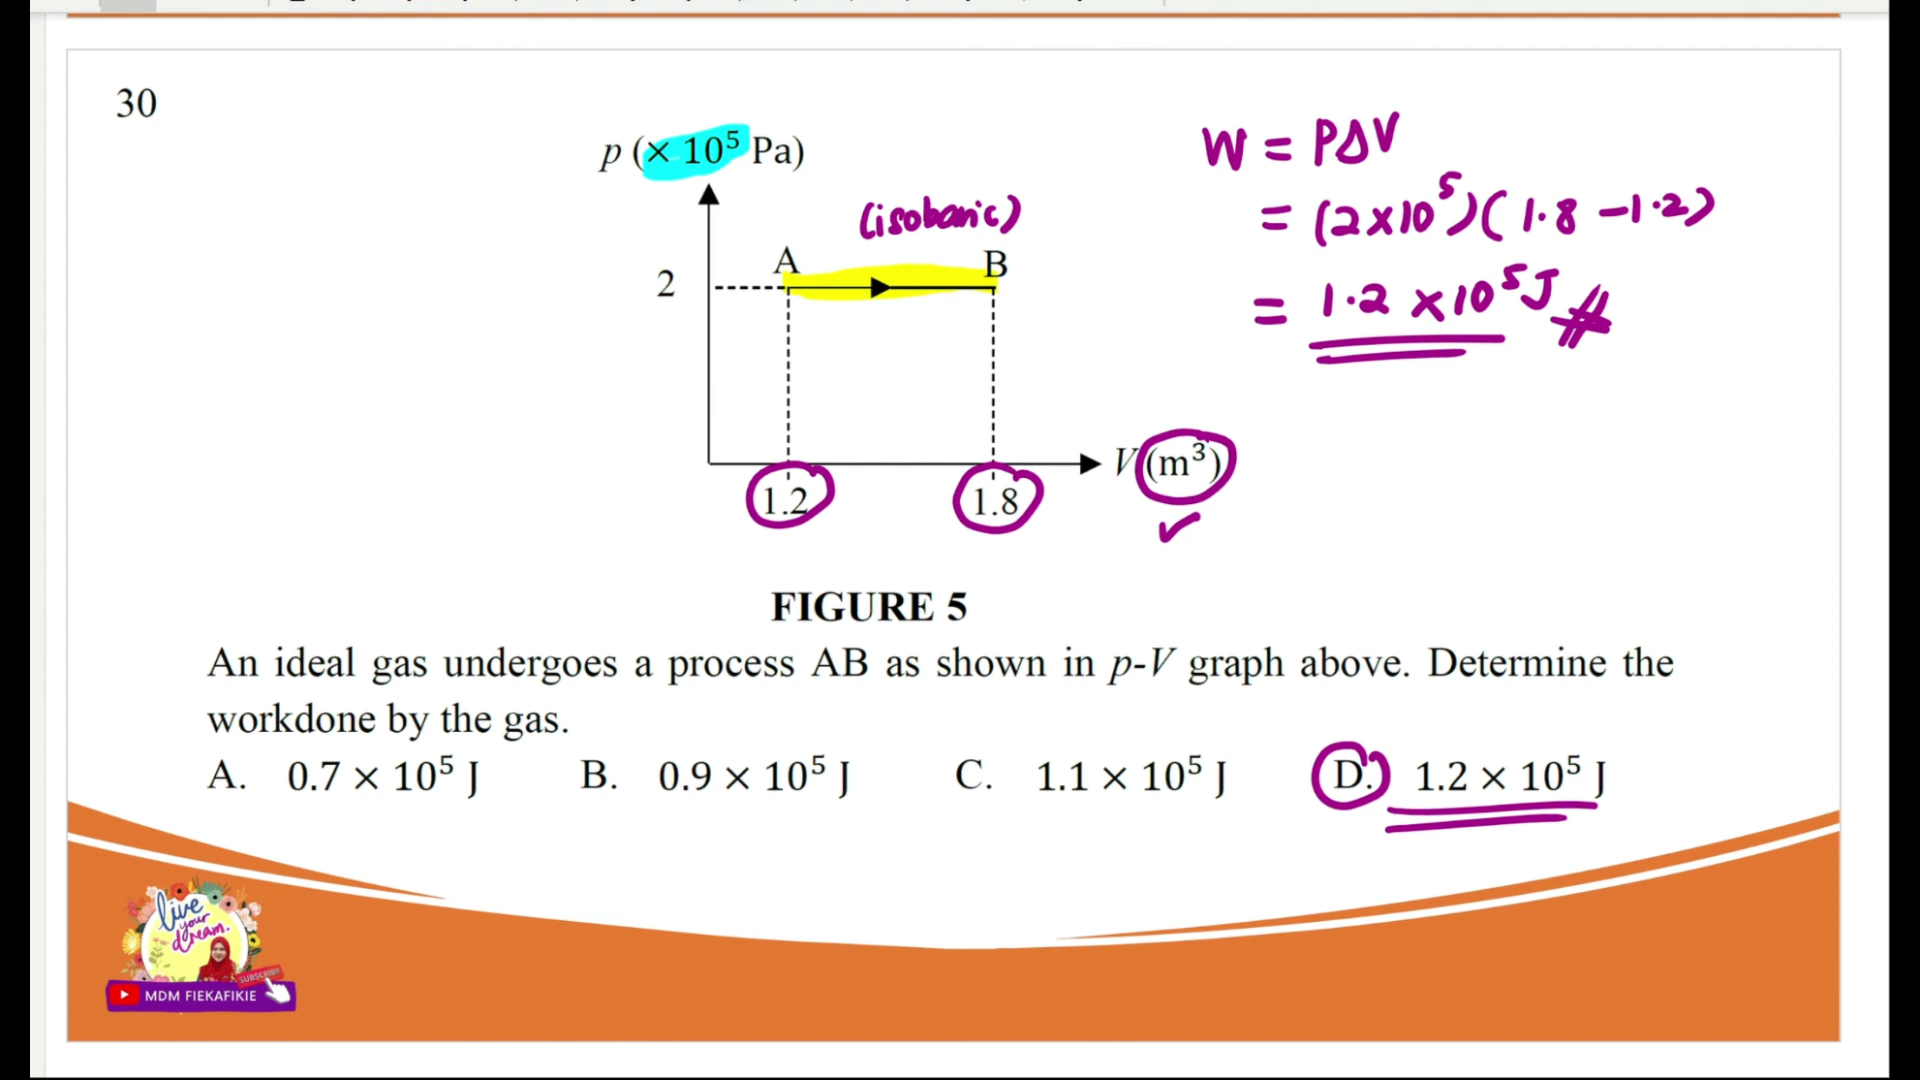 30
p (× 10⁵ Pa)
W = PΔV
= (2×10⁵)(1.8 −1.2)
= 1.2 ×10⁵ J #
(isobaric)
A B
2
1.2 1.8 V (m³)
FIGURE 5
An ideal gas undergoes a process AB as shown in p-V graph above. Determine the
workdone by the gas.
A. 0.7 × 10⁵ J B. 0.9 × 10⁵ J C. 1.1 × 10⁵ J D. 1.2 × 10⁵ J
live
your
dream.
SUBSCRIBE
MDM FIEKAFIKIE